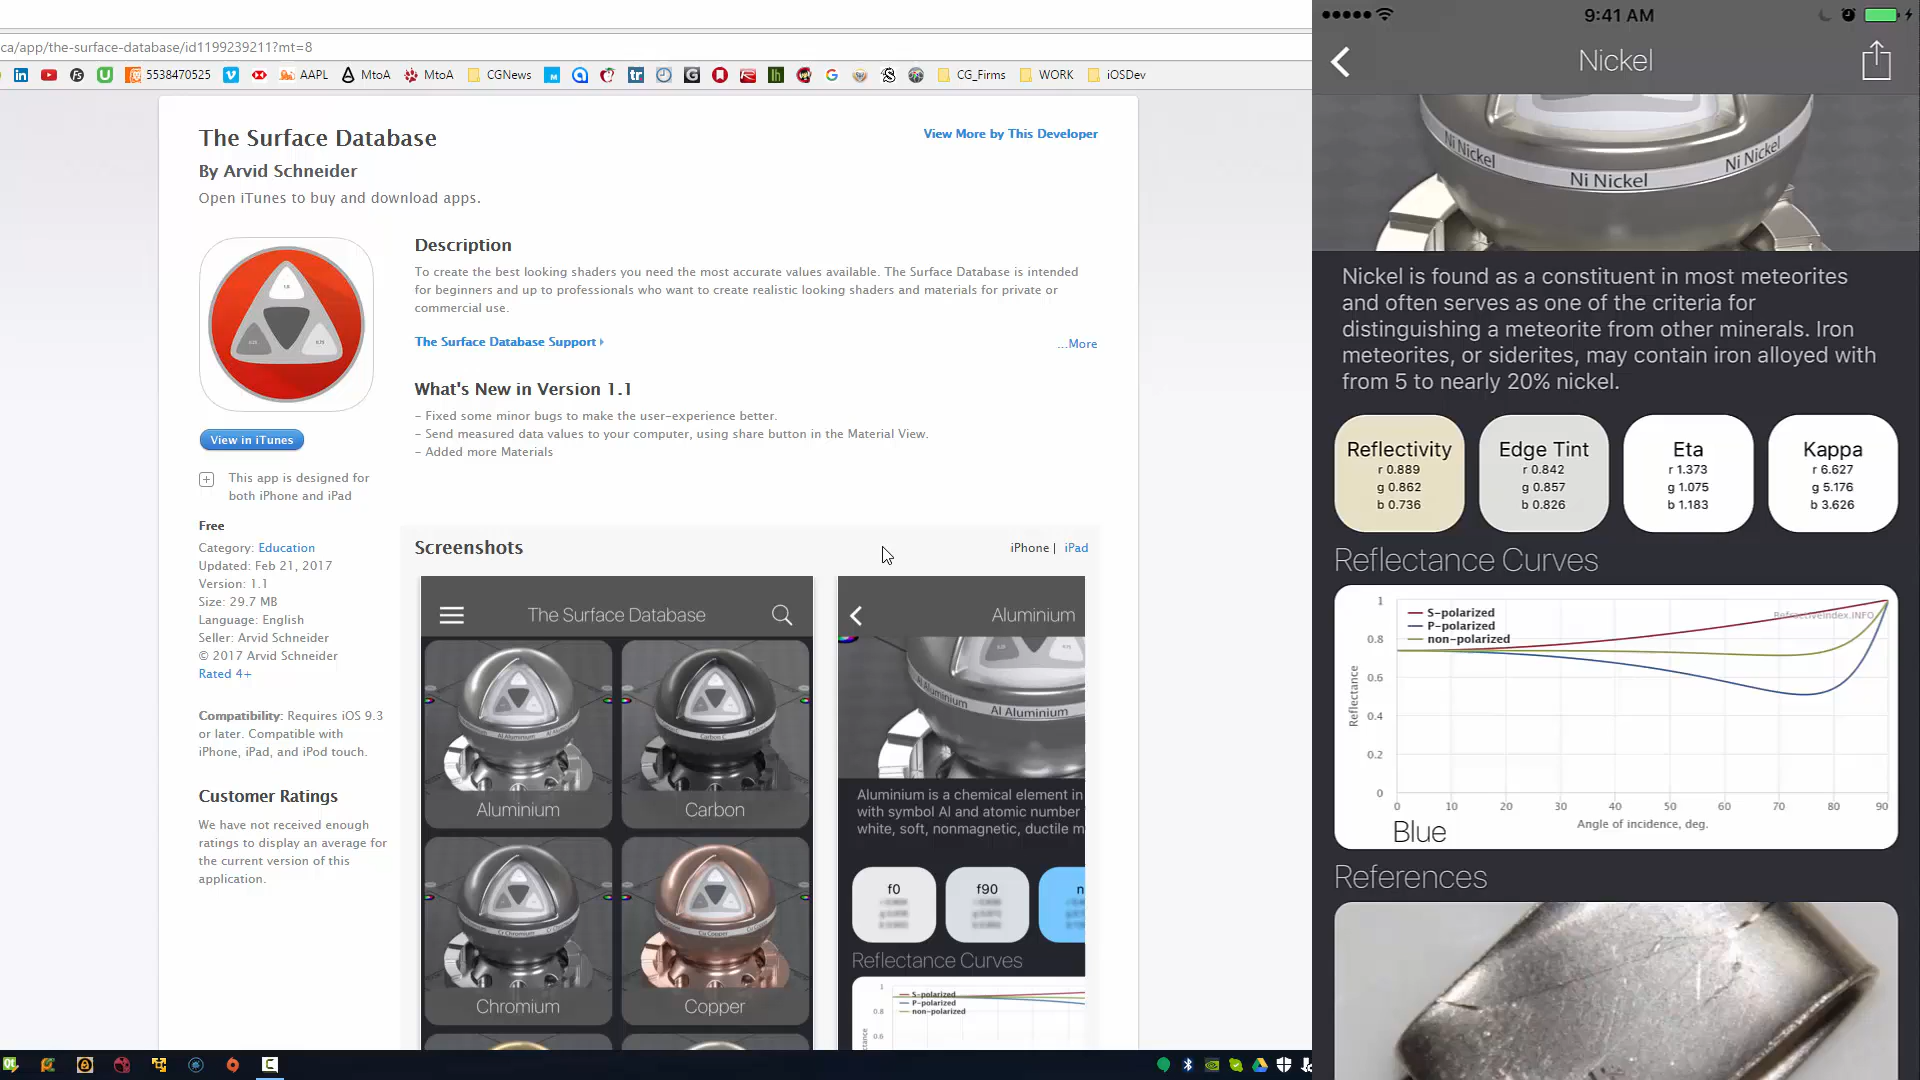 ca/app/the-surface-database/id1199239211?mt=8
5538470525
AAPL
MtoA
MtoA
CGNews
CG_Firms
WORK
iOSDev
The Surface Database
View More by This Developer
By Arvid Schneider
Open iTunes to buy and download apps.
Description
To create the best looking shaders you need the most accurate values available. The Surface Database is intended
for beginners and up to professionals who want to create realistic looking shaders and materials for private or
commercial use.
The Surface Database Support
...More
What's New in Version 1.1
- Fixed some minor bugs to make the user-experience better.
- Send measured data values to your computer, using share button in the Material View.
- Added more Materials
View in iTunes
This app is designed for
both iPhone and iPad
Free
Category: Education
Updated: Feb 21, 2017
Version: 1.1
Size: 29.7 MB
Language: English
Seller: Arvid Schneider
© 2017 Arvid Schneider
Rated 4+
Compatibility: Requires iOS 9.3
or later. Compatible with
iPhone, iPad, and iPod touch.
Customer Ratings
We have not received enough
ratings to display an average for
the current version of this
application.
Screenshots
iPhone | iPad
The Surface Database
Al Aluminium
Aluminium
Carbon C
Carbon
Cr Chromium
Chromium
Cu Copper
Copper
Aluminium
Al Aluminium
Al Aluminium
Aluminium is a chemical element in
with symbol Al and atomic number
white, soft, nonmagnetic, ductile m
f0
f90
n
Reflectance Curves
S-polarized
P-polarized
non-polarized
1
0.8
0.6
9:41 AM
Nickel
Ni Nickel
Ni Nickel
Ni Nickel
Nickel is found as a constituent in most meteorites
and often serves as one of the criteria for
distinguishing a meteorite from other minerals. Iron
meteorites, or siderites, may contain iron alloyed with
from 5 to nearly 20% nickel.
Reflectivity
r 0.889
g 0.862
b 0.736
Edge Tint
r 0.842
g 0.857
b 0.826
Eta
r 1.373
g 1.075
b 1.183
Kappa
r 6.627
g 5.176
b 3.626
Reflectance Curves
S-polarized
P-polarized
non-polarized
RefractiveIndex.INFO
Reflectance
1
0.8
0.6
0.4
0.2
0
0 10 20 30 40 50 60 70 80 90
Angle of incidence, deg.
Blue
References